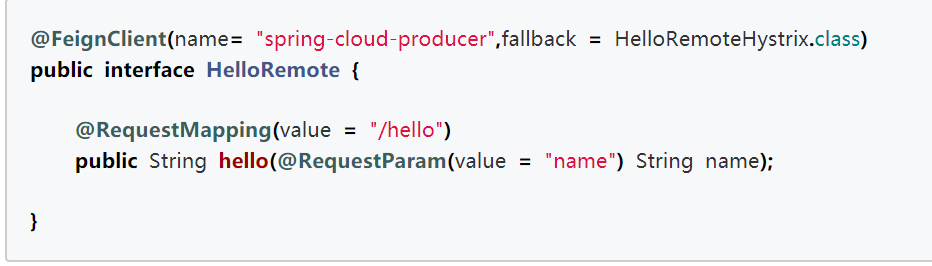 @FeignClient(name= "spring-cloud-producer",fallback = HelloRemoteHystrix.class)
public interface HelloRemote {
@RequestMapping(value = "/hello")
public String hello(@RequestParam(value = "name") String name);
}